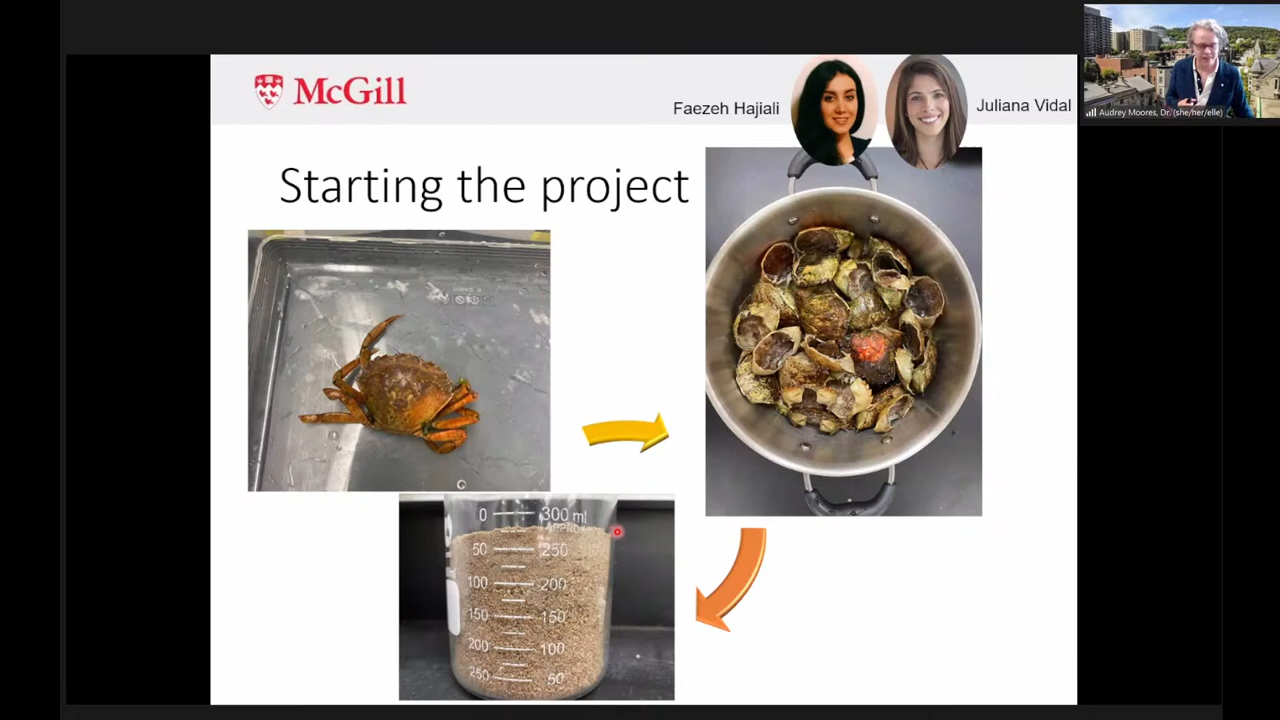 McGill
Faezeh Hajiali
Juliana Vidal
Audrey Moores, Dr. (she/her/elle)
Starting the project
0 300 ml
APPROX
50 250
100 200
150 150
200 100
250 50